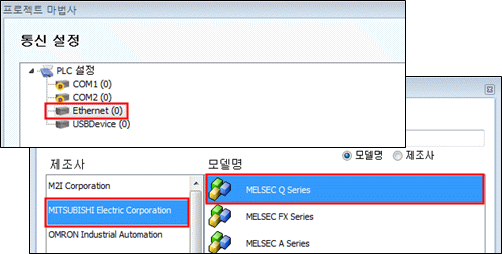 프로젝트 마법사
통신 설정
PLC 설정
COM1 (0)
COM2 (0)
Ethernet (0)
USBDevice (0)
모델명 제조사
제조사 모델명
M2I Corporation
MITSUBISHI Electric Corporation
OMRON Industrial Automation
MELSEC Q Series
MELSEC FX Series
MELSEC A Series